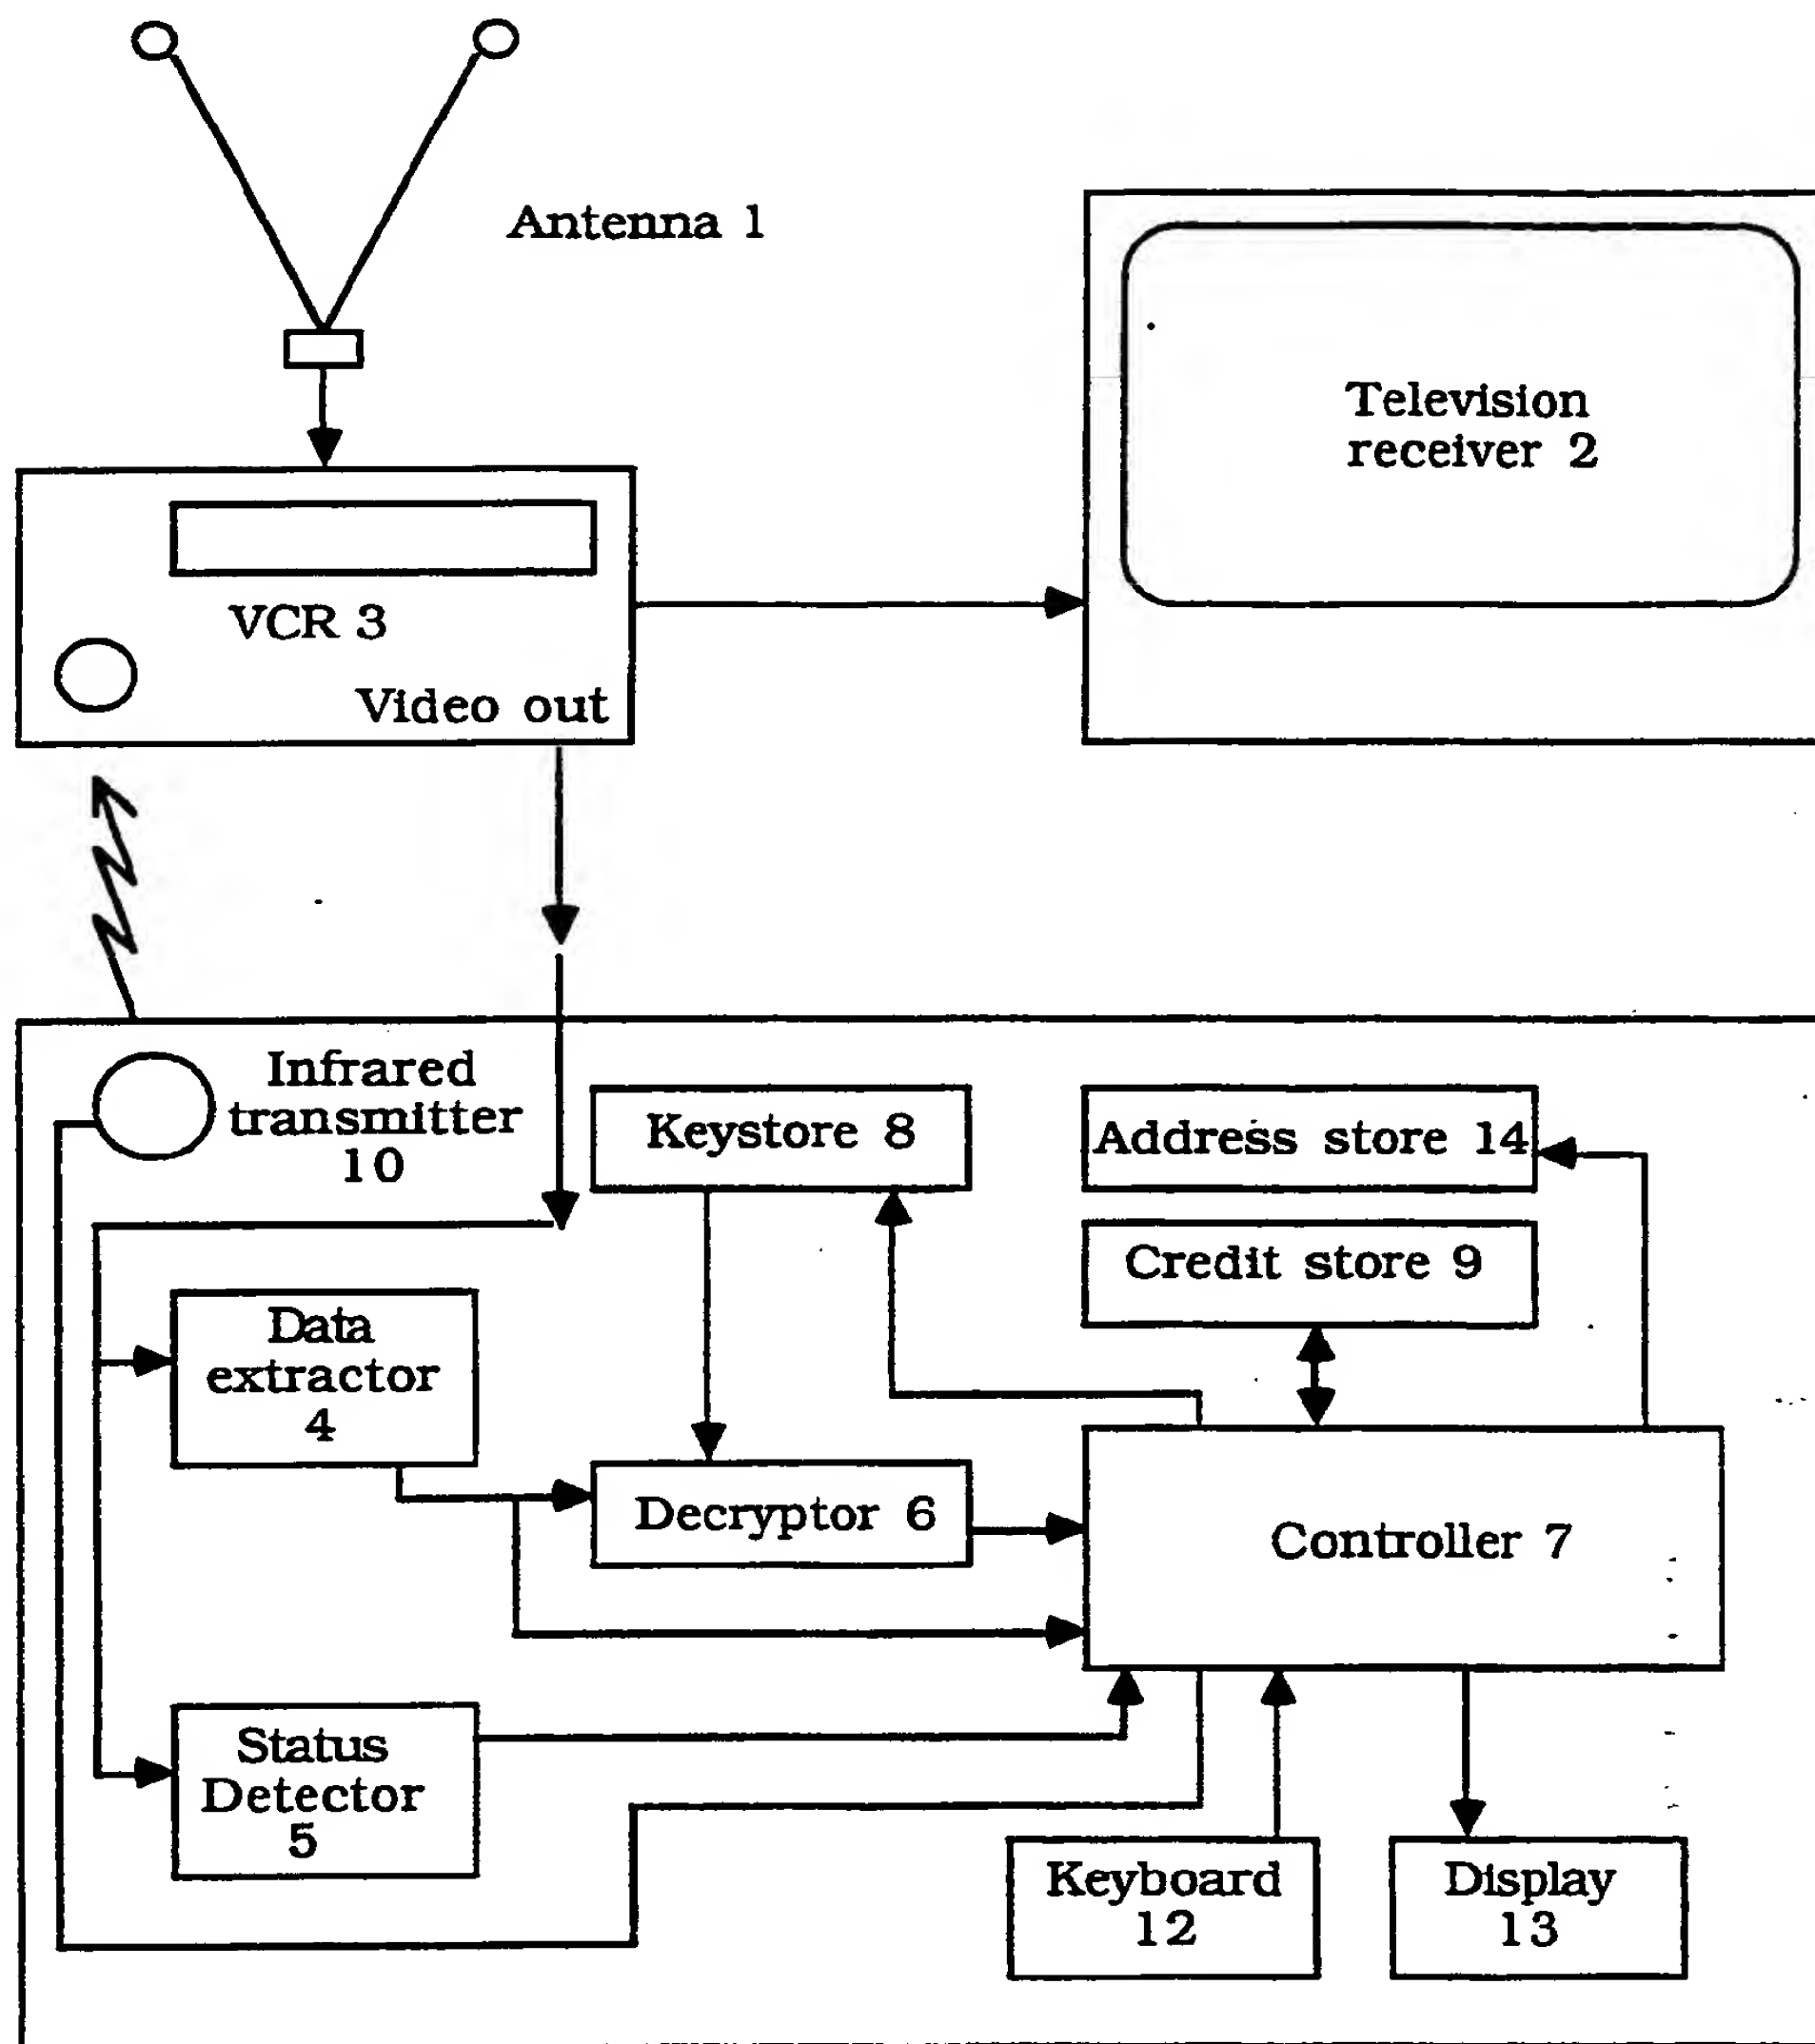 Antenna 1
Television
receiver 2
VCR 3
Video out
Infrared
transmitter
10
Keystore 8
Address store 14
Credit store 9
Data
extractor
4
Decryptor 6
Controller 7
Status
Detector
5
Keyboard
12
Display
13